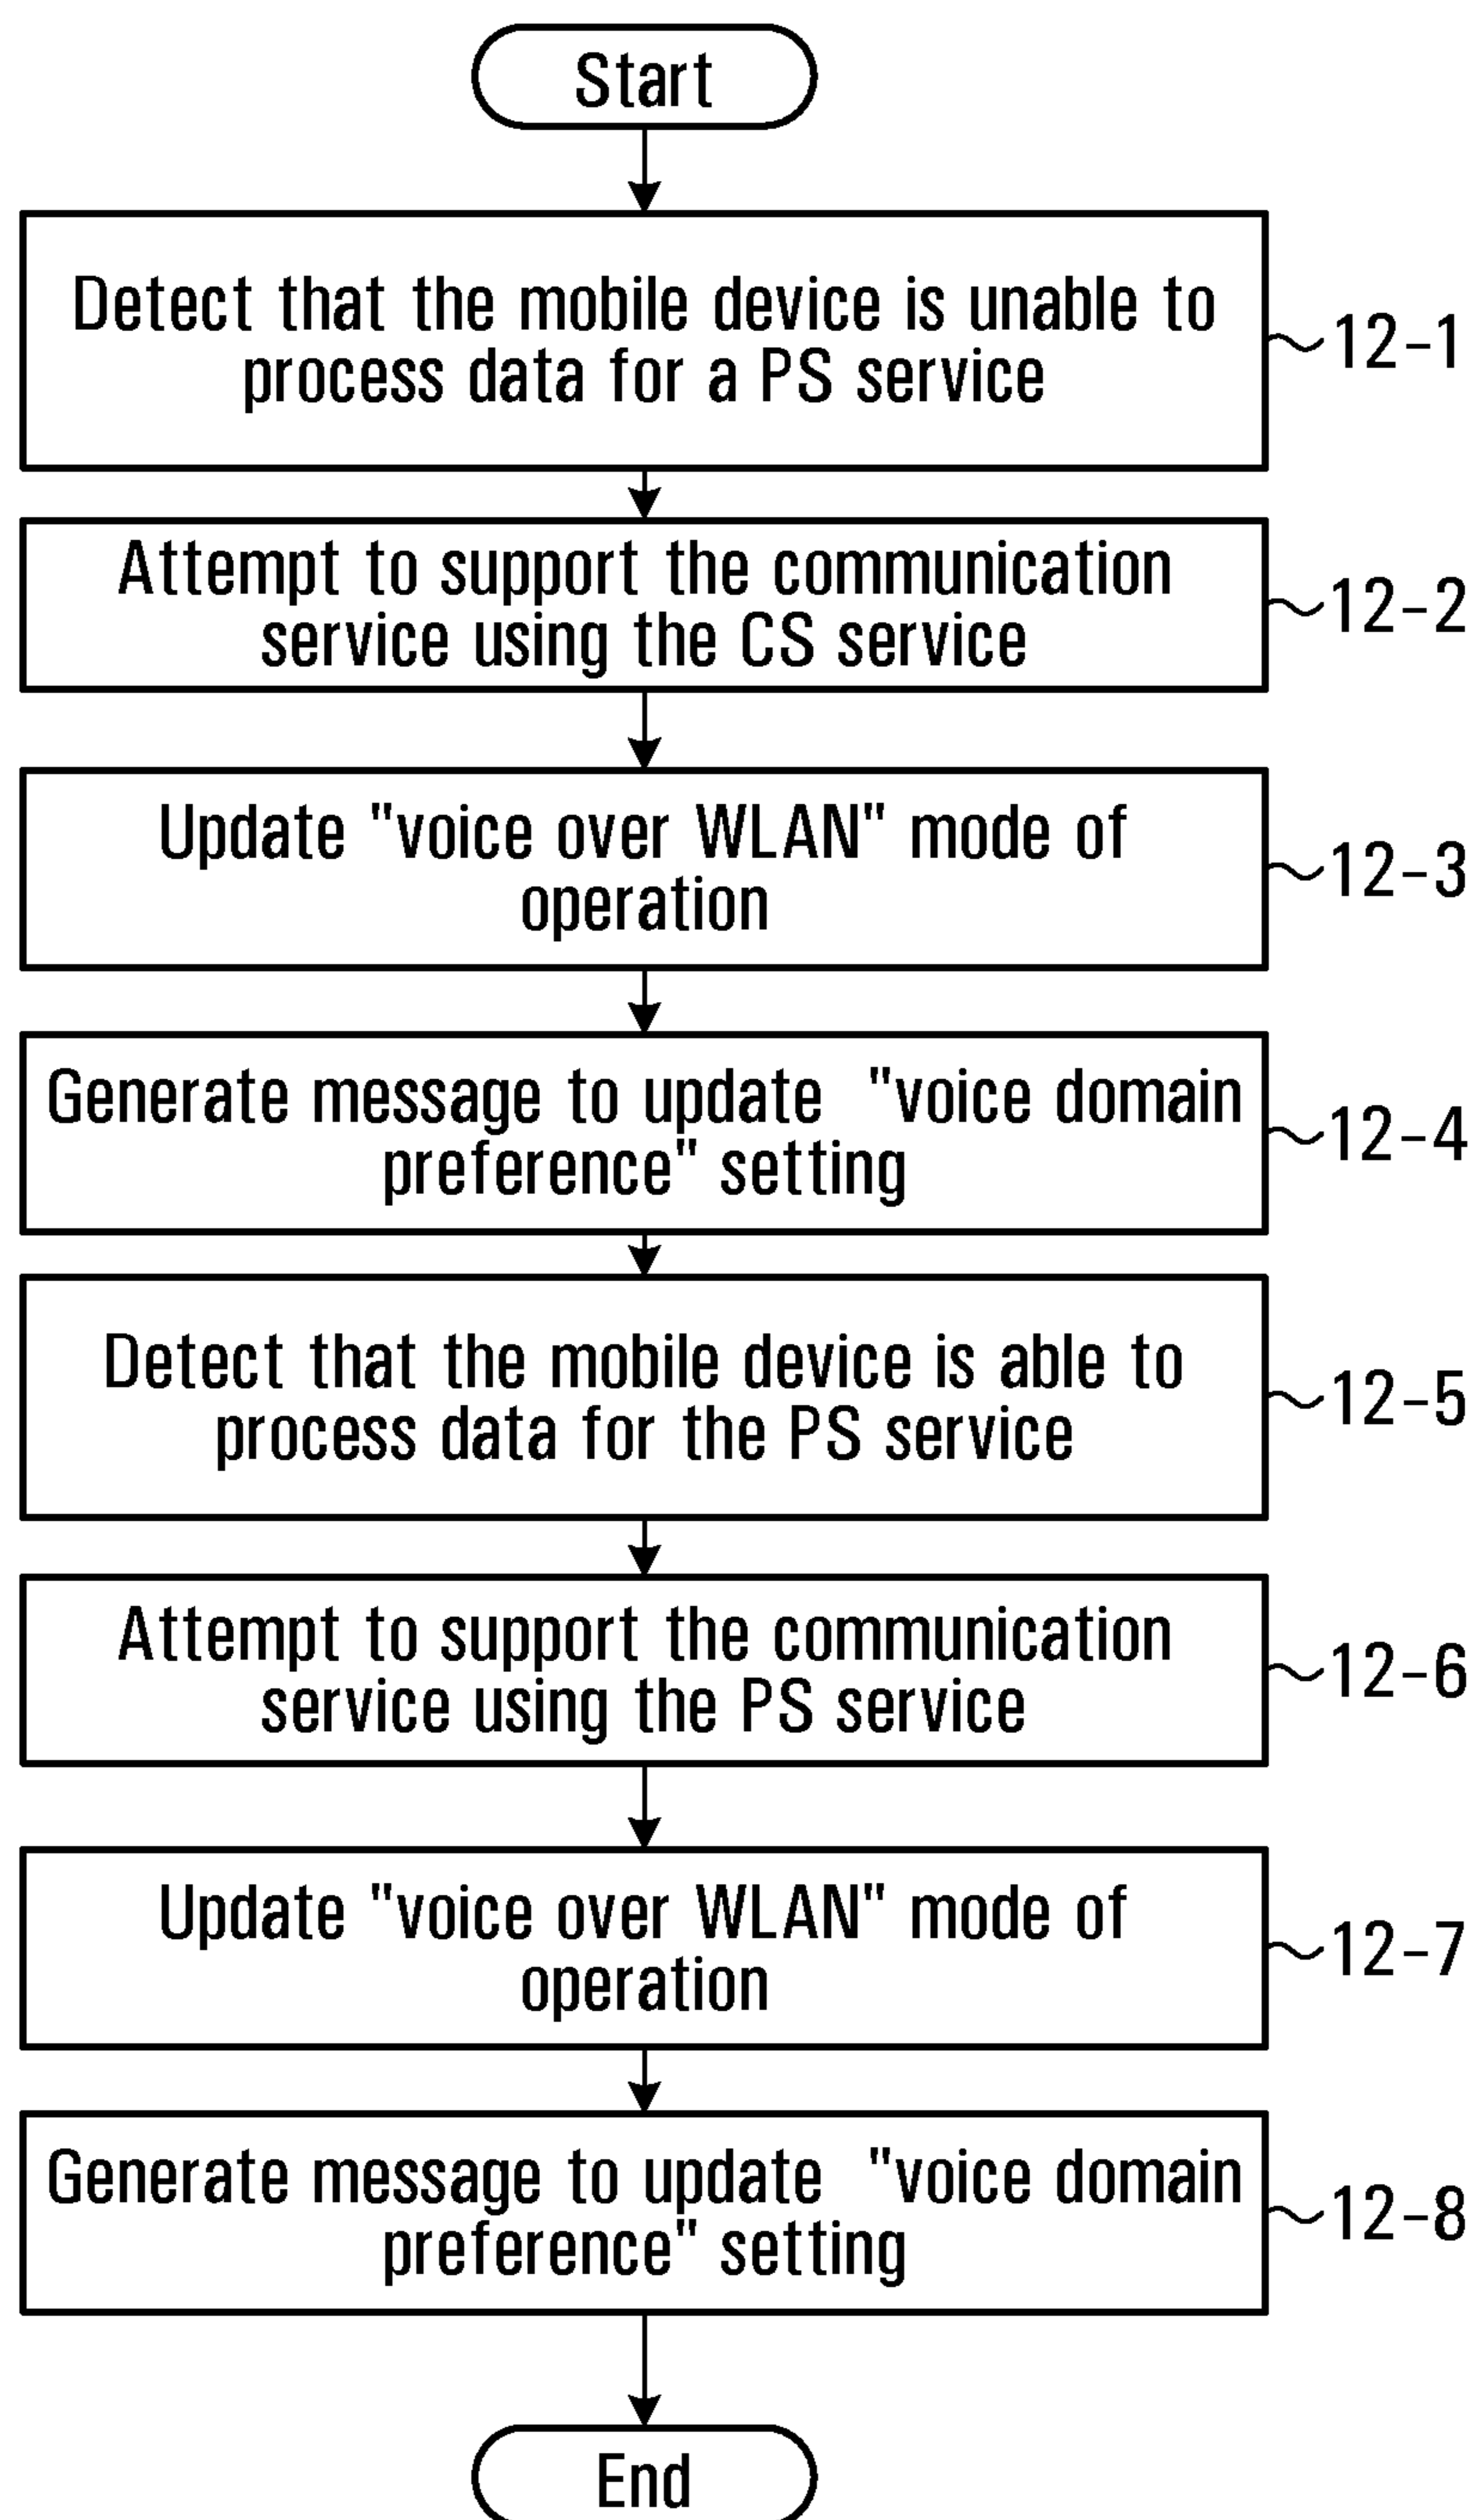 Start
Detect that the mobile device is unable to
process data for a PS service
12-1
Attempt to support the communication
service using the CS service
12-2
Update "voice over WLAN" mode of
operation
12-3
Generate message to update "voice domain
preference" setting
12-4
Detect that the mobile device is able to
process data for the PS service
12-5
Attempt to support the communication
service using the PS service
12-6
Update "voice over WLAN" mode of
operation
12-7
Generate message to update "voice domain
preference" setting
12-8
End